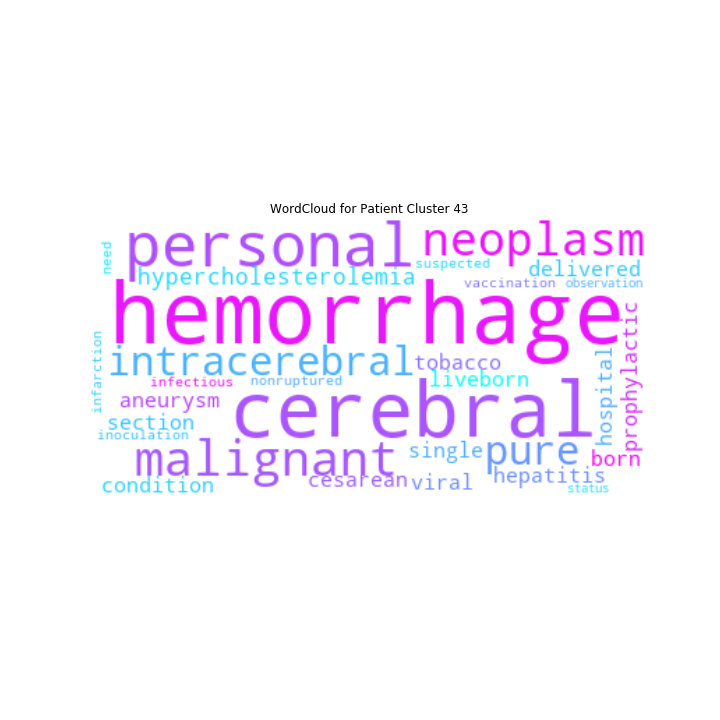 WordCloud for Patient Cluster 43
personal
neoplasm
need
suspected
hypercholesterolemia
delivered
vaccination
observation
hemorrhage
prophylactic
infarction
intracerebral
tobacco
hospital
infectious
nonruptured
liveborn
aneurysm
cerebral
section
inoculation
malignant
single
pure
born
condition
cesarean
viral
hepatitis
status